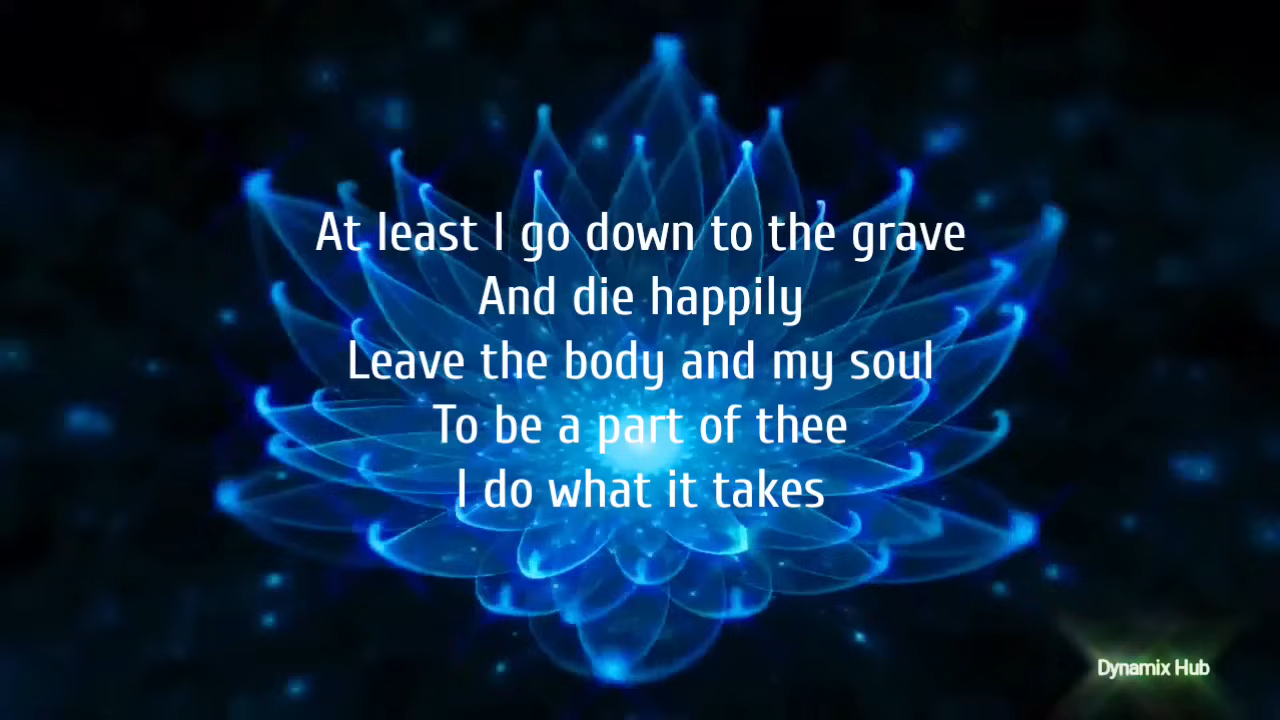 At least I go down to the grave
And die happily
Leave the body and my soul
To be a part of thee
I do what it takes
Dynamix Hub